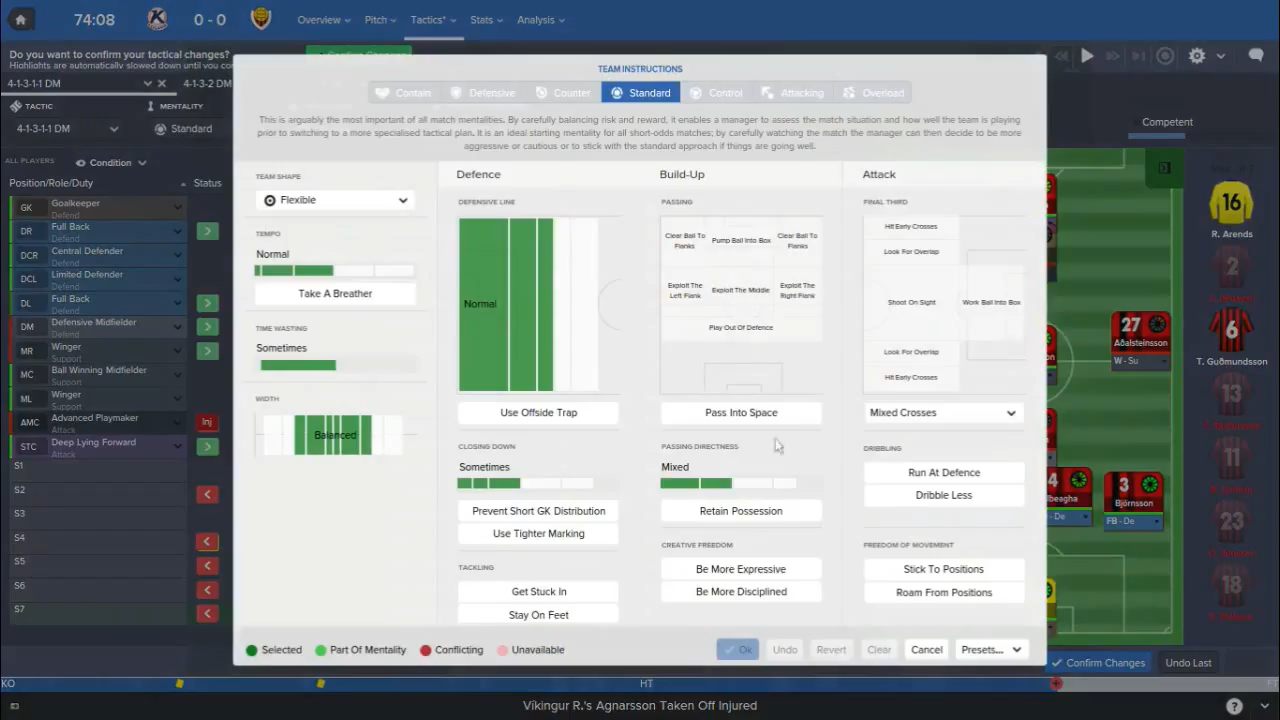 74:08
0 - 0
Overview
Pitch
Tactics*
Stats
Analysis
Do you want to confirm your tactical changes?
Highlights are automatically slowed down until you
4-1-3-1-1 DM
4-1-3-2 DM
TACTIC
MENTALITY
4-1-3-1-1 DM
Standard
ALL PLAYERS
Condition
Position/Role/Duty
Status
GK Goalkeeper
Defend
DR Full Back
Defend
DCR Central Defender
Defend
DCL Limited Defender
Defend
DL Full Back
Defend
DM Defensive Midfielder
Defend
MR Winger
Support
MC Ball Winning Midfielder
Support
ML Winger
Support
AMC Advanced Playmaker Inj
Attack
STC Deep Lying Forward
Attack
S1
S2
S3
S4
S5
S6
S7
TEAM INSTRUCTIONS
Contain
Defensive
Counter
Standard
Control
Attacking
Overload
This is arguably the most important of all match mentalities. By carefully balancing risk and reward, it enables a manager to assess the match situation and how well the team is playing
prior to switching to a more specialised tactical plan. It is an ideal starting mentality for all short-odds matches; by carefully watching the match the manager can then decide to be more
aggressive or cautious or to stick with the standard approach if things are going well.
TEAM SHAPE
Flexible
TEMPO
Normal
Take A Breather
TIME WASTING
Sometimes
WIDTH
Balanced
Defence
DEFENSIVE LINE
Normal
Use Offside Trap
CLOSING DOWN
Sometimes
Prevent Short GK Distribution
Use Tighter Marking
TACKLING
Get Stuck In
Stay On Feet
Build-Up
PASSING
Clear Ball To Flanks
Pump Ball Into Box
Clear Ball To Flanks
Exploit The Left Flank
Exploit The Middle
Exploit The Right Flank
Play Out Of Defence
Pass Into Space
PASSING DIRECTNESS
Mixed
Retain Possession
CREATIVE FREEDOM
Be More Expressive
Be More Disciplined
Attack
FINAL THIRD
Hit Early Crosses
Look For Overlap
Shoot On Sight
Work Ball Into Box
Look For Overlap
Hit Early Crosses
Mixed Crosses
DRIBBLING
Run At Defence
Dribble Less
FREEDOM OF MOVEMENT
Stick To Positions
Roam From Positions
Selected
Part Of Mentality
Conflicting
Unavailable
Ok
Undo
Revert
Clear
Cancel
Presets...
Competent
16
R. Arends
2
6
T. Guðmundsson
13
11
23
18
27
Aðalsteinsson
W - Su
4
- De
3
Björnsson
FB - De
Confirm Changes
Undo Last
KO
HT
FT
Víkingur R.'s Agnarsson Taken Off Injured